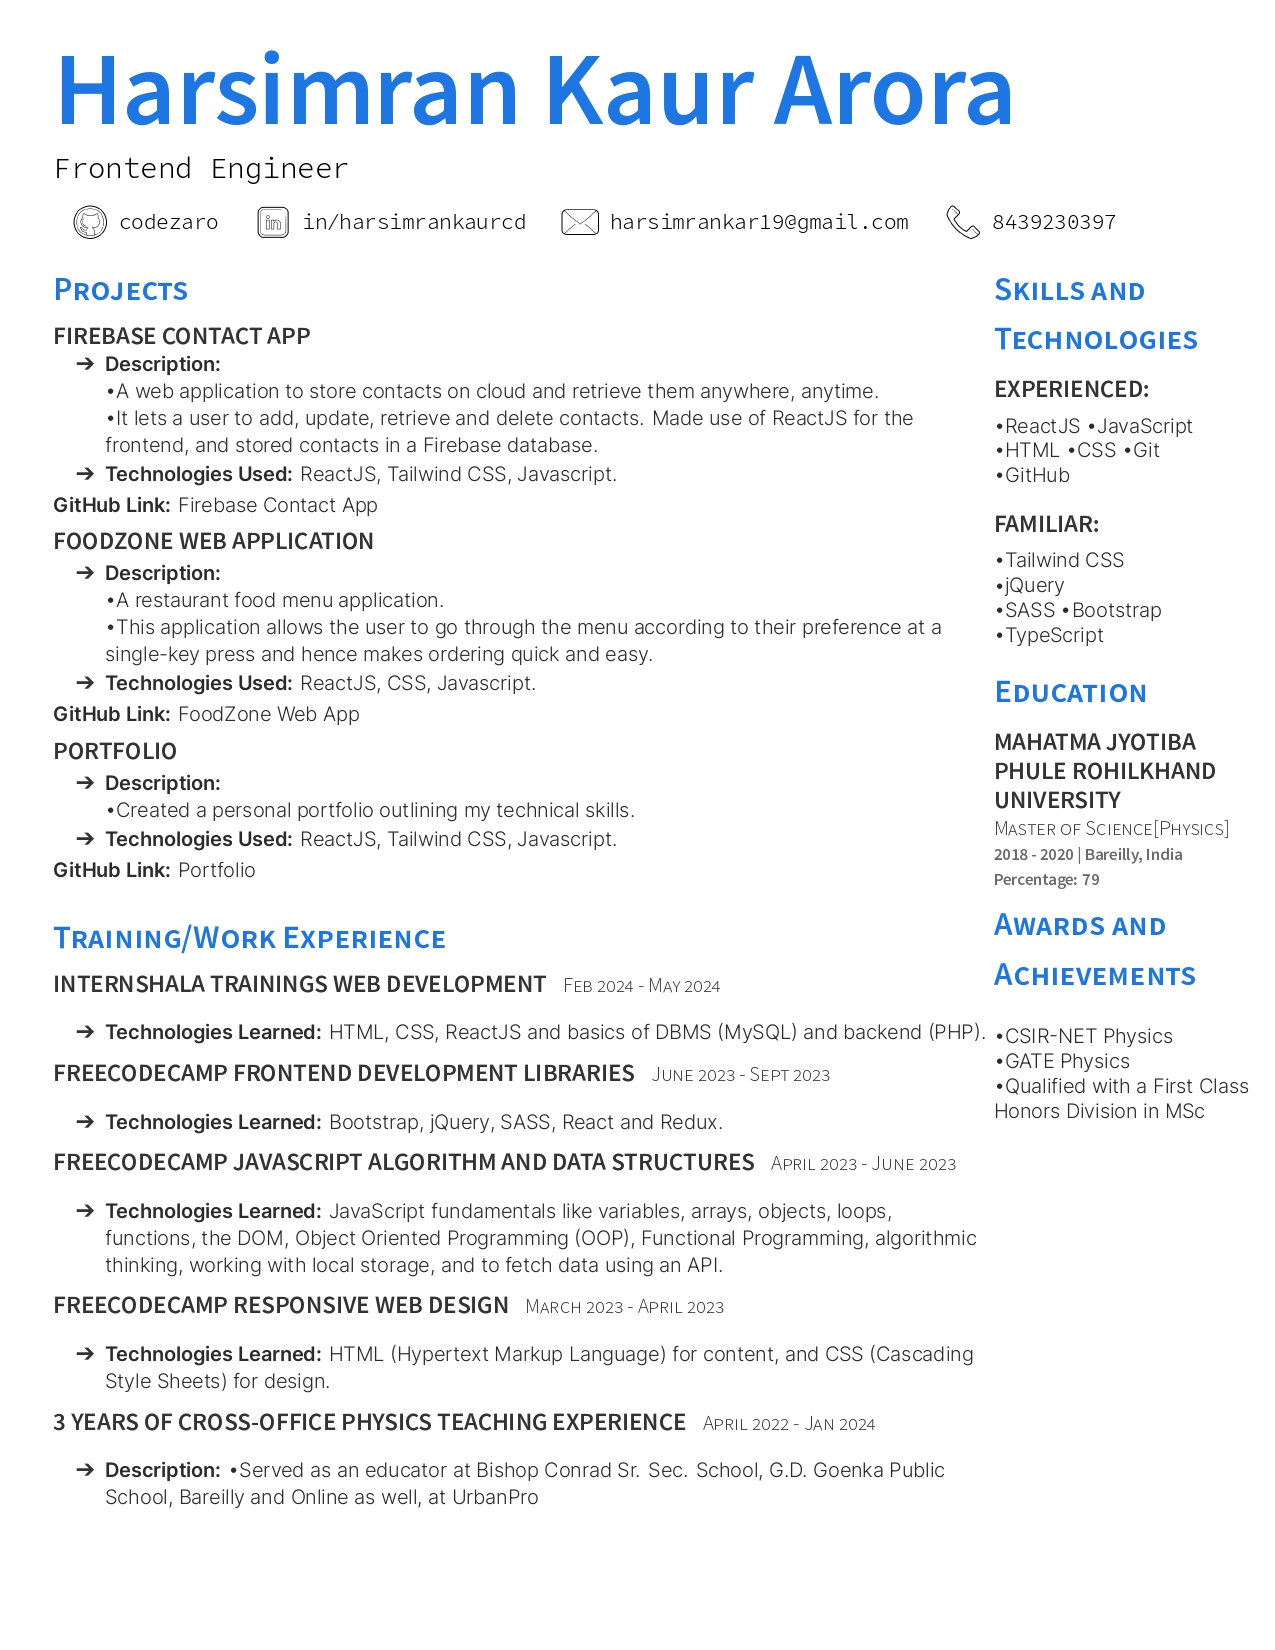 Harsimran Kaur Arora
Frontend Engineer
codezaro in/harsimrankaurcd harsimrankar19@gmail.com 8439230397
PROJECTS
FIREBASE CONTACT APP
➔ Description:
•A web application to store contacts on cloud and retrieve them anywhere, anytime.
•It lets a user to add, update, retrieve and delete contacts. Made use of ReactJS for the
frontend, and stored contacts in a Firebase database.
➔ Technologies Used: ReactJS, Tailwind CSS, Javascript.
GitHub Link: Firebase Contact App
FOODZONE WEB APPLICATION
➔ Description:
•A restaurant food menu application.
•This application allows the user to go through the menu according to their preference at a
single-key press and hence makes ordering quick and easy.
➔ Technologies Used: ReactJS, CSS, Javascript.
GitHub Link: FoodZone Web App
PORTFOLIO
➔ Description:
•Created a personal portfolio outlining my technical skills.
➔ Technologies Used: ReactJS, Tailwind CSS, Javascript.
GitHub Link: Portfolio
TRAINING/WORK EXPERIENCE
INTERNSHALA TRAININGS WEB DEVELOPMENT FEB 2024 - MAY 2024
➔ Technologies Learned: HTML, CSS, ReactJS and basics of DBMS (MySQL) and backend (PHP).
FREECODECAMP FRONTEND DEVELOPMENT LIBRARIES JUNE 2023 - SEPT 2023
➔ Technologies Learned: Bootstrap, jQuery, SASS, React and Redux.
FREECODECAMP JAVASCRIPT ALGORITHM AND DATA STRUCTURES APRIL 2023 - JUNE 2023
➔ Technologies Learned: JavaScript fundamentals like variables, arrays, objects, loops,
functions, the DOM, Object Oriented Programming (OOP), Functional Programming, algorithmic
thinking, working with local storage, and to fetch data using an API.
FREECODECAMP RESPONSIVE WEB DESIGN MARCH 2023 - APRIL 2023
➔ Technologies Learned: HTML (Hypertext Markup Language) for content, and CSS (Cascading
Style Sheets) for design.
3 YEARS OF CROSS-OFFICE PHYSICS TEACHING EXPERIENCE APRIL 2022 - JAN 2024
➔ Description: •Served as an educator at Bishop Conrad Sr. Sec. School, G.D. Goenka Public
School, Bareilly and Online as well, at UrbanPro
SKILLS AND
TECHNOLOGIES
EXPERIENCED:
•ReactJS •JavaScript
•HTML •CSS •Git
•GitHub
FAMILIAR:
•Tailwind CSS
•jQuery
•SASS •Bootstrap
•TypeScript
EDUCATION
MAHATMA JYOTIBA
PHULE ROHILKHAND
UNIVERSITY
MASTER OF SCIENCE[PHYSICS]
2018 - 2020 | Bareilly, India
Percentage: 79
AWARDS AND
ACHIEVEMENTS
•CSIR-NET Physics
•GATE Physics
•Qualified with a First Class
Honors Division in MSc